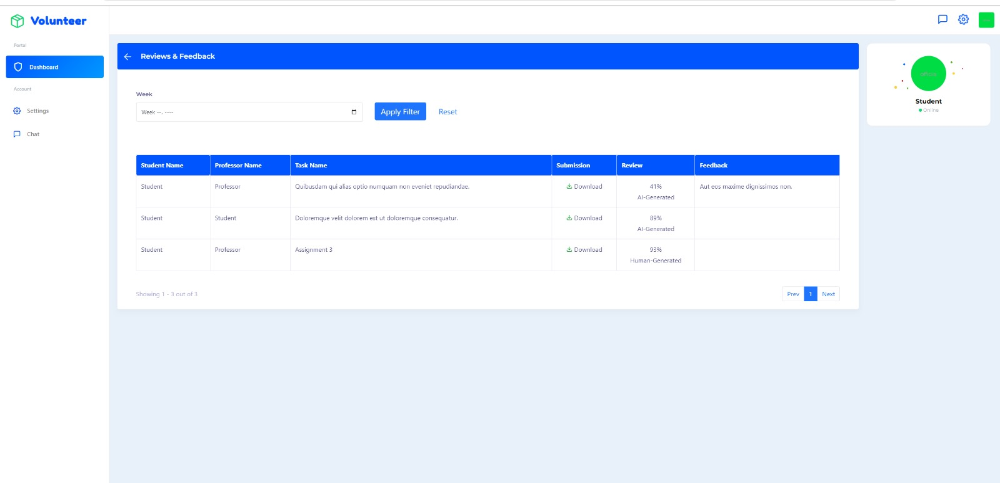 Volunteer
Portal
Dashboard
Account
Settings
Chat
Reviews & Feedback
Week
Week --, ----
Apply Filter
Reset
Student Name
Professor Name
Task Name
Submission
Review
Feedback
Student
Professor
Quibusdam qui alias optio numquam non eveniet repudiandae.
Download
41%
AI-Generated
Aut eos maxime dignissimos non.
Student
Student
Doloremque velit dolorem est ut doloremque consequatur.
Download
89%
AI-Generated
Student
Professor
Assignment 3
Download
93%
Human-Generated
Showing 1 - 3 out of 3
Prev
1
Next
officia
Student
Online